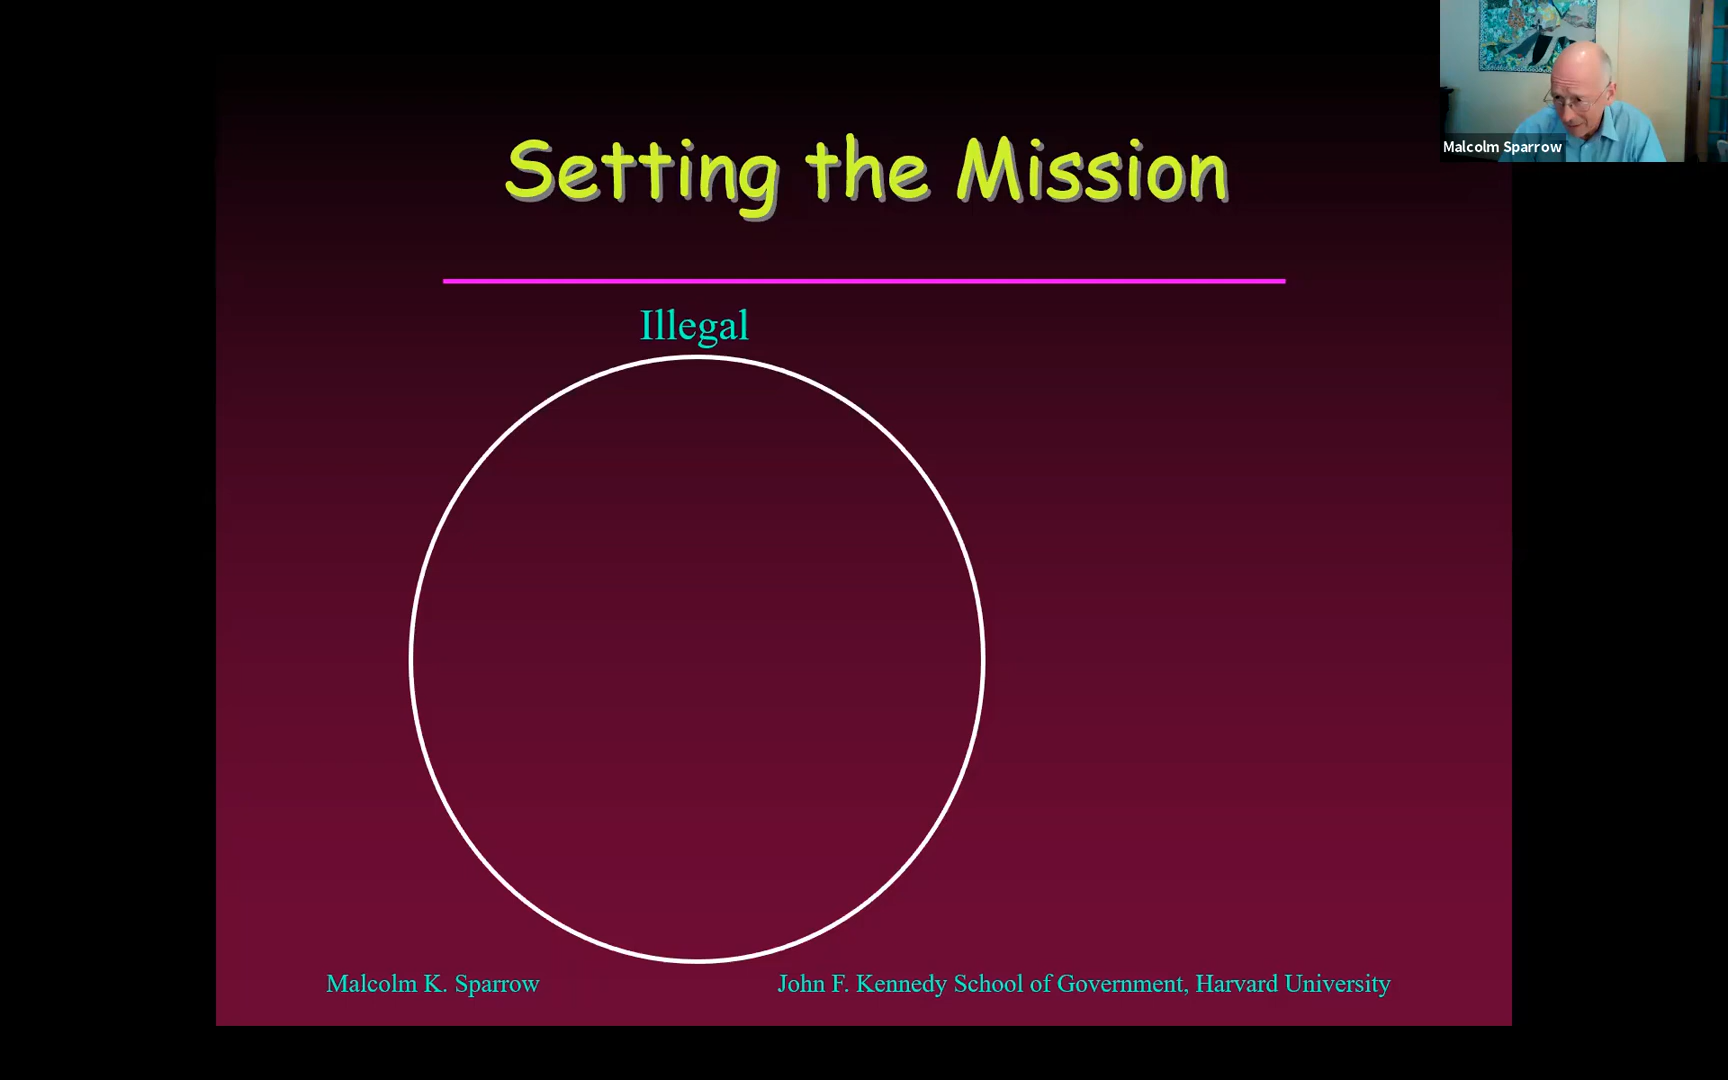 Malcolm Sparrow
Setting the Mission
Illegal
Malcolm K. Sparrow
John F. Kennedy School of Government, Harvard University